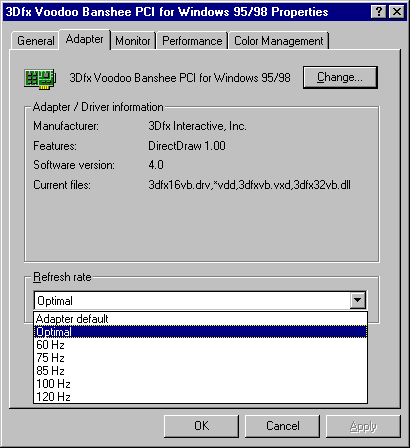 3Dfx Voodoo Banshee PCI for Windows 95/98 Properties
General Adapter Monitor Performance Color Management
3Dfx Voodoo Banshee PCI for Windows 95/98 Change...
Adapter / Driver information
Manufacturer: 3Dfx Interactive, Inc.
Features: DirectDraw 1.00
Software version: 4.0
Current files: 3dfx16vb.drv,*vdd,3dfxvb.vxd,3dfx32vb.dll
Refresh rate
Optimal
Adapter default
Optimal
60 Hz
75 Hz
85 Hz
100 Hz
120 Hz
OK Cancel Apply